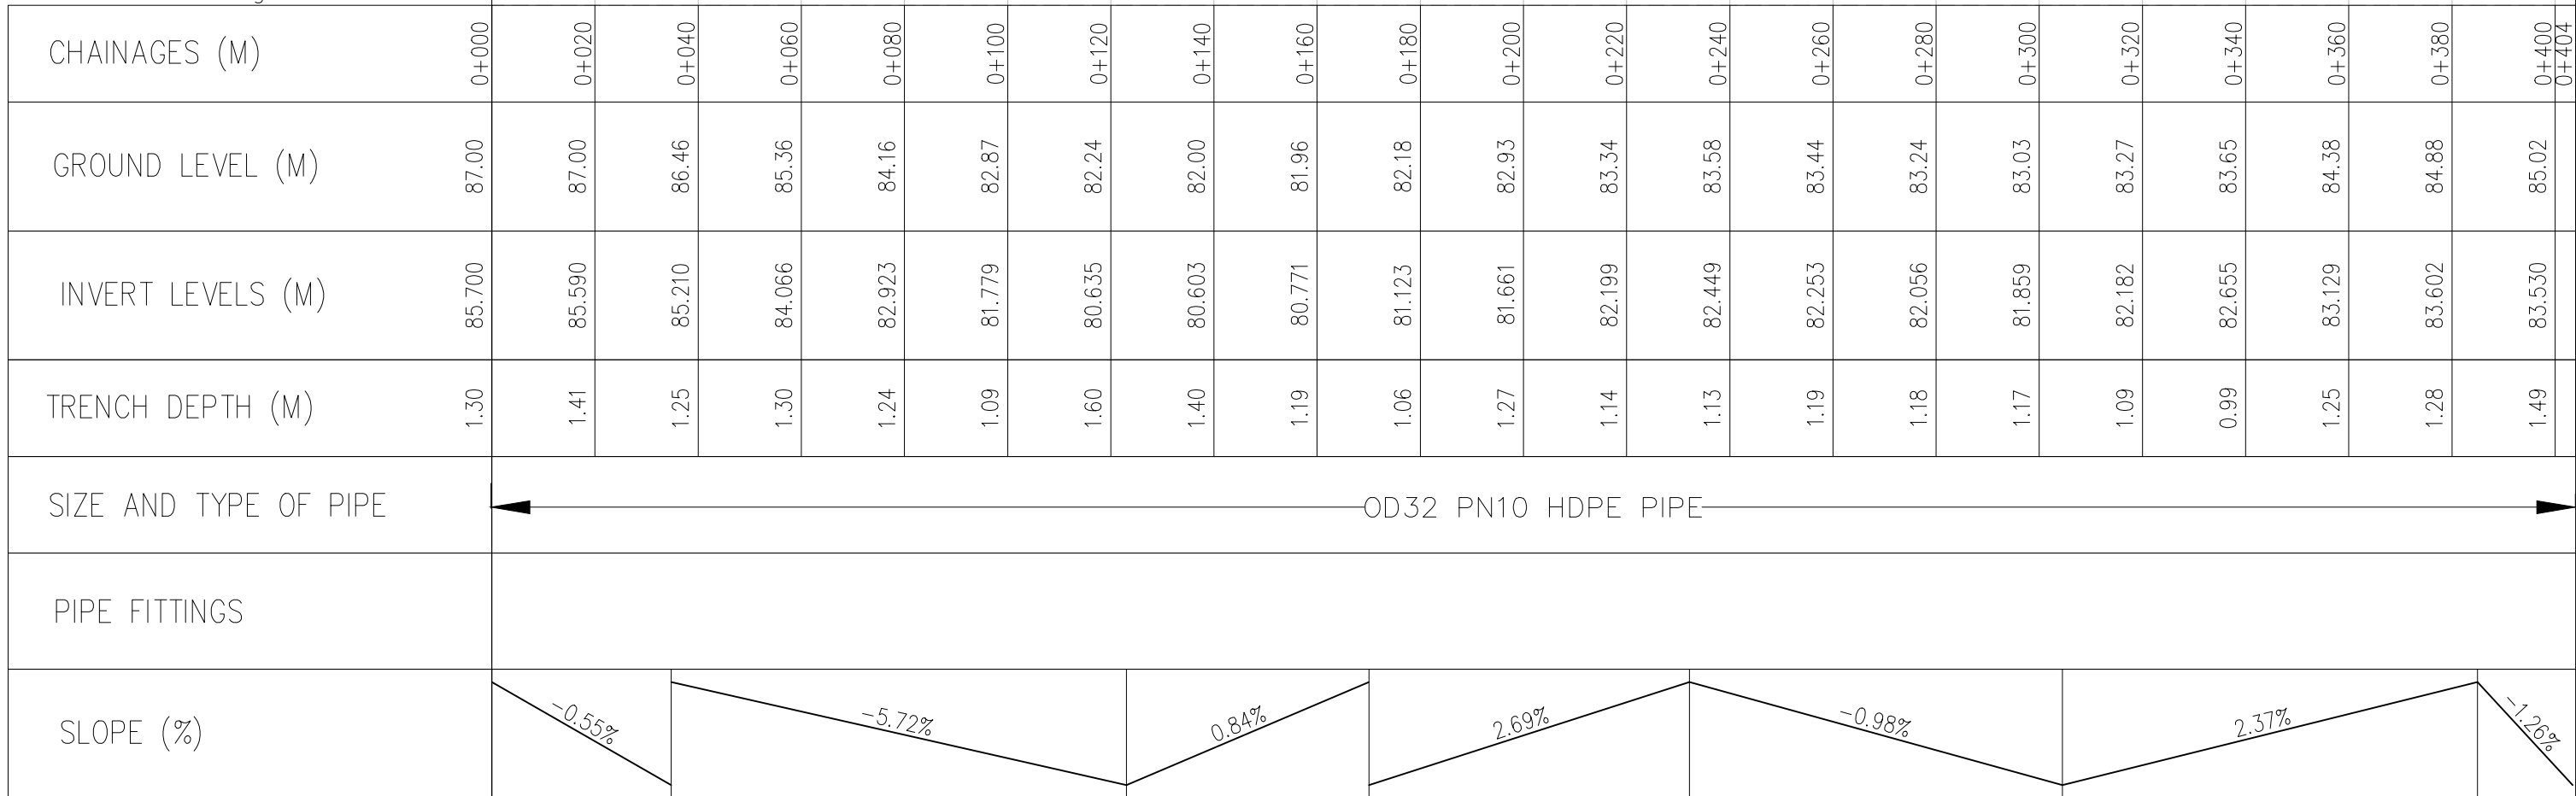 CHAINAGES (M) 0+000 0+020 0+040 0+060 0+080 0+100 0+120 0+140 0+160 0+180 0+200 0+220 0+240 0+260 0+280 0+300 0+320 0+340 0+360 0+380 0+400 0+404
GROUND LEVEL (M) 87.00 87.00 86.46 85.36 84.16 82.87 82.24 82.00 81.96 82.18 82.93 83.34 83.58 83.44 83.24 83.03 83.27 83.65 84.38 84.88 85.02
INVERT LEVELS (M) 85.700 85.590 85.210 84.066 82.923 81.779 80.635 80.603 80.771 81.123 81.661 82.199 82.449 82.253 82.056 81.859 82.182 82.655 83.129 83.602 83.530
TRENCH DEPTH (M) 1.30 1.41 1.25 1.30 1.24 1.09 1.60 1.40 1.19 1.06 1.27 1.14 1.13 1.19 1.18 1.17 1.09 0.99 1.25 1.28 1.49
SIZE AND TYPE OF PIPE OD32 PN10 HDPE PIPE
PIPE FITTINGS
SLOPE (%) -0.55% -5.72% 0.84% 2.69% -0.98% 2.37% -1.26%